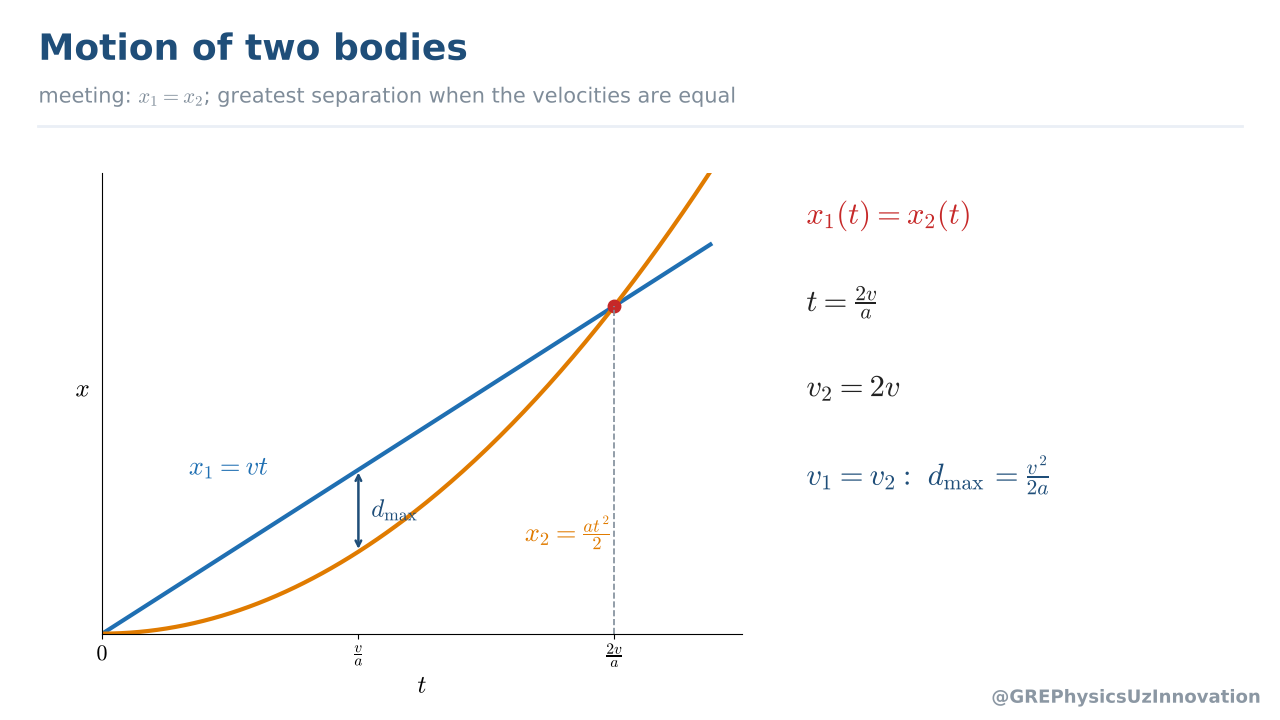 Motion of two bodies
meeting: x₁ = x₂; greatest separation when the velocities are equal
x₁(t) = x₂(t)
t = 2v/a
x
v₂ = 2v
x₁ = vt
v₁ = v₂ : d_max = v²/2a
d_max
x₂ = at²/2
0
v/a
2v/a
t
@GREPhysicsUzInnovation